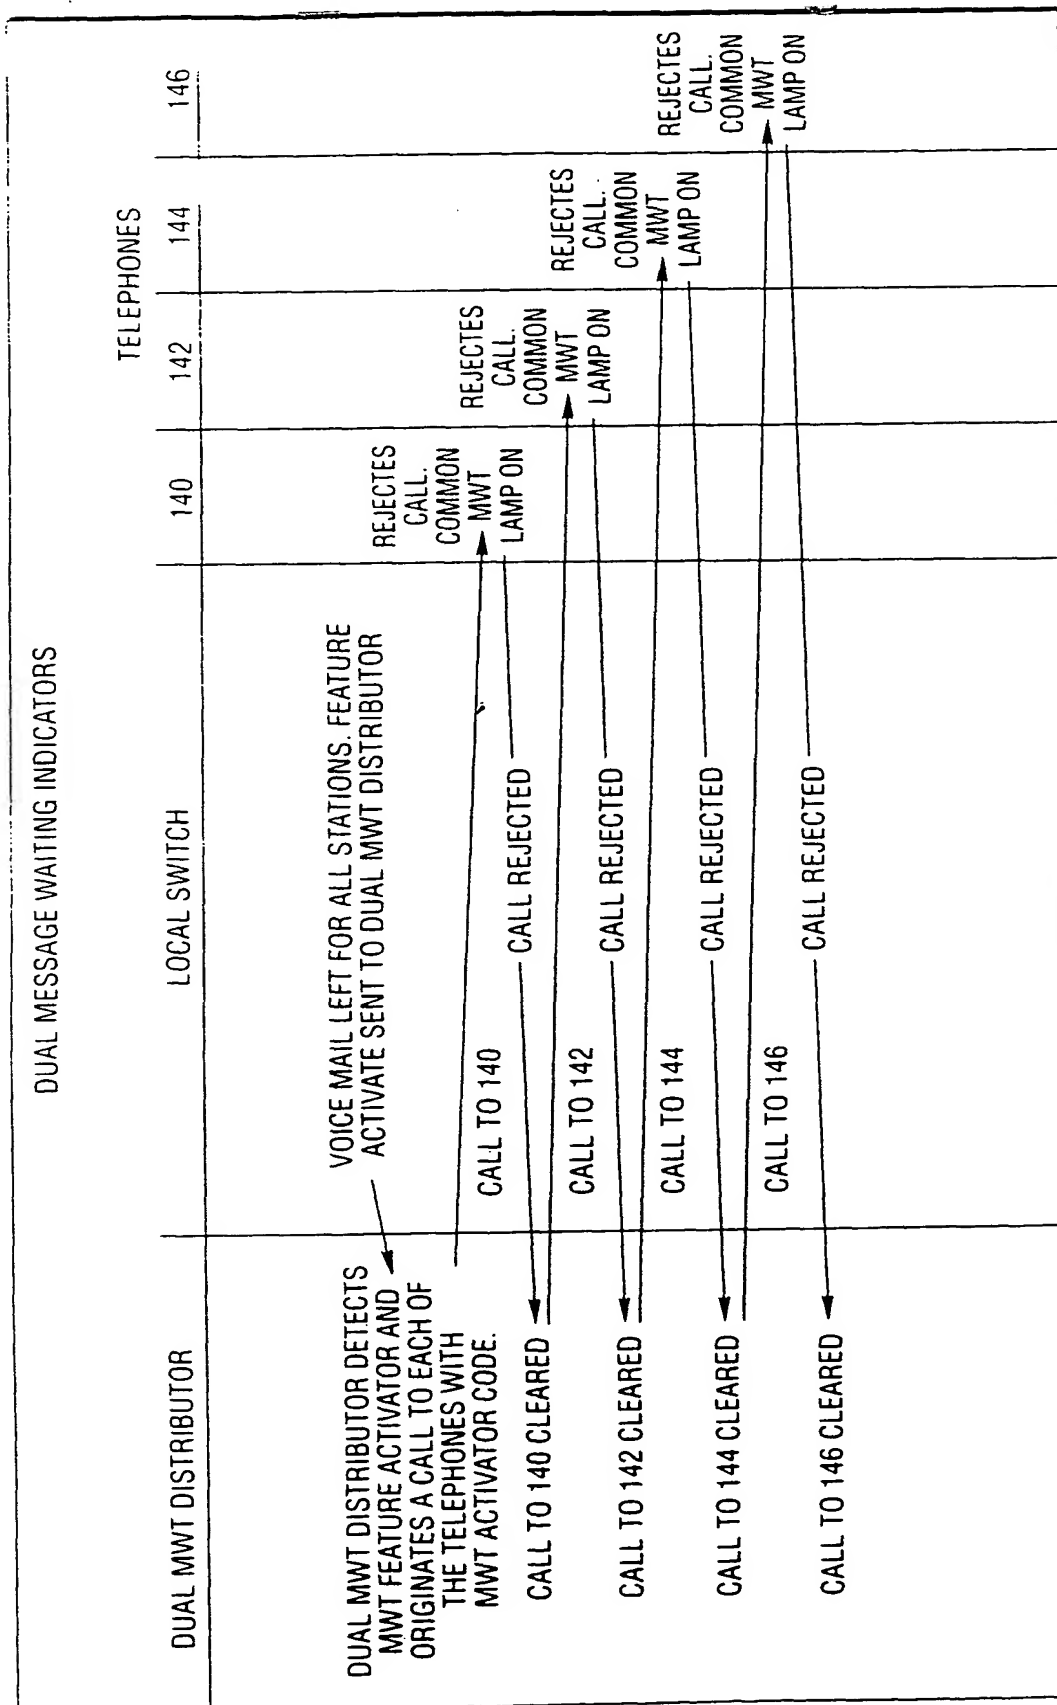 DUAL MESSAGE WAITING INDICATORS
TELEPHONES
DUAL MWT DISTRIBUTOR
LOCAL SWITCH
140
142
144
146
VOICE MAIL LEFT FOR ALL STATIONS. FEATURE
ACTIVATE SENT TO DUAL MWT DISTRIBUTOR
DUAL MWT DISTRIBUTOR DETECTS
MWT FEATURE ACTIVATOR AND
ORIGINATES A CALL TO EACH OF
THE TELEPHONES WITH
MWT ACTIVATOR CODE.
CALL TO 140
REJECTES
CALL.
COMMON
MWT
LAMP ON
CALL REJECTED
CALL TO 140 CLEARED
CALL TO 142
REJECTES
CALL.
COMMON
MWT
LAMP ON
CALL REJECTED
CALL TO 142 CLEARED
CALL TO 144
REJECTES
CALL.
COMMON
MWT
LAMP ON
CALL REJECTED
CALL TO 144 CLEARED
CALL TO 146
REJECTES
CALL.
COMMON
MWT
LAMP ON
CALL REJECTED
CALL TO 146 CLEARED